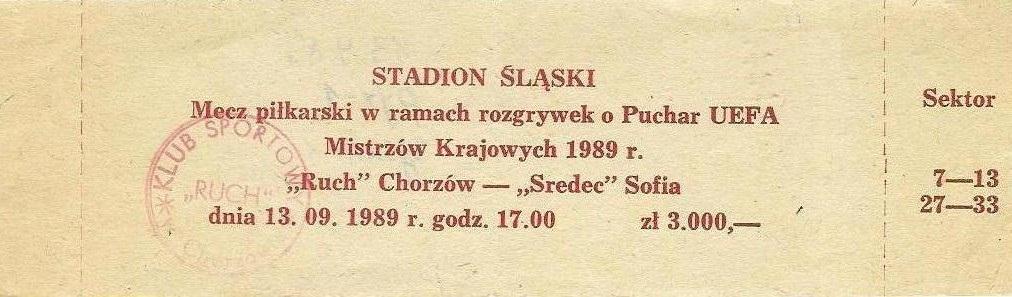 STADION ŚLĄSKI
Mecz piłkarski w ramach rozgrywek o Puchar UEFA
Mistrzów Krajowych 1989 r.
„Ruch” Chorzów — „Sredec” Sofia
dnia 13. 09. 1989 r. godz. 17.00 zł 3.000,—
Sektor
7—13
27—33
KLUB SPORTOWY
„RUCH”
Chorzów